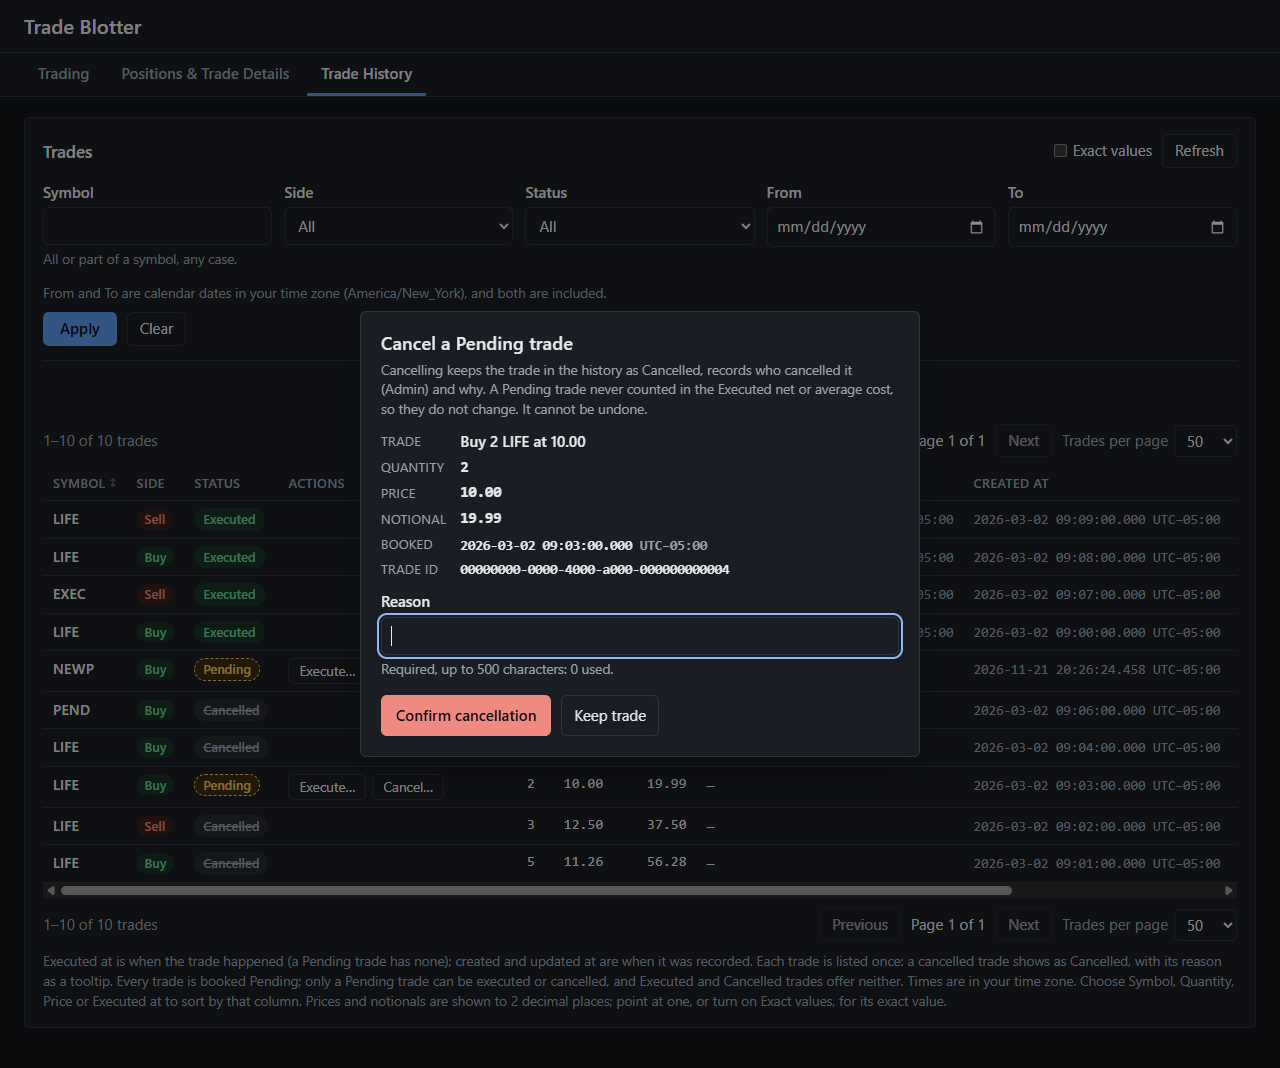 Trade Blotter
Trading Positions & Trade Details Trade History
Trades
Exact values Refresh
Symbol Side Status From To
All All mm/dd/yyyy mm/dd/yyyy
All or part of a symbol, any case.
From and To are calendar dates in your time zone (America/New_York), and both are included.
Apply Clear
Cancel a Pending trade
Cancelling keeps the trade in the history as Cancelled, records who cancelled it
(Admin) and why. A Pending trade never counted in the Executed net or average cost,
so they do not change. It cannot be undone.
TRADE Buy 2 LIFE at 10.00
QUANTITY 2
PRICE 10.00
NOTIONAL 19.99
BOOKED 2026-03-02 09:03:00.000 UTC-05:00
TRADE ID 00000000-0000-4000-a000-000000000004
Reason
Required, up to 500 characters: 0 used.
Confirm cancellation Keep trade
1–10 of 10 trades age 1 of 1 Next Trades per page 50
SYMBOL SIDE STATUS ACTIONS CREATED AT
LIFE Sell Executed 05:00 2026-03-02 09:09:00.000 UTC-05:00
LIFE Buy Executed 05:00 2026-03-02 09:08:00.000 UTC-05:00
EXEC Sell Executed 05:00 2026-03-02 09:07:00.000 UTC-05:00
LIFE Buy Executed 05:00 2026-03-02 09:00:00.000 UTC-05:00
NEWP Buy Pending Execute... 2026-11-21 20:26:24.458 UTC-05:00
PEND Buy Cancelled 2026-03-02 09:06:00.000 UTC-05:00
LIFE Buy Cancelled 2026-03-02 09:04:00.000 UTC-05:00
LIFE Buy Pending Execute... Cancel... 2 10.00 19.99 — 2026-03-02 09:03:00.000 UTC-05:00
LIFE Sell Cancelled 3 12.50 37.50 — 2026-03-02 09:02:00.000 UTC-05:00
LIFE Buy Cancelled 5 11.26 56.28 — 2026-03-02 09:01:00.000 UTC-05:00
1–10 of 10 trades Previous Page 1 of 1 Next Trades per page 50
Executed at is when the trade happened (a Pending trade has none); created and updated at are when it was recorded. Each trade is listed once: a cancelled trade shows as Cancelled, with its reason
as a tooltip. Every trade is booked Pending; only a Pending trade can be executed or cancelled, and Executed and Cancelled trades offer neither. Times are in your time zone. Choose Symbol, Quantity,
Price or Executed at to sort by that column. Prices and notionals are shown to 2 decimal places; point at one, or turn on Exact values, for its exact value.